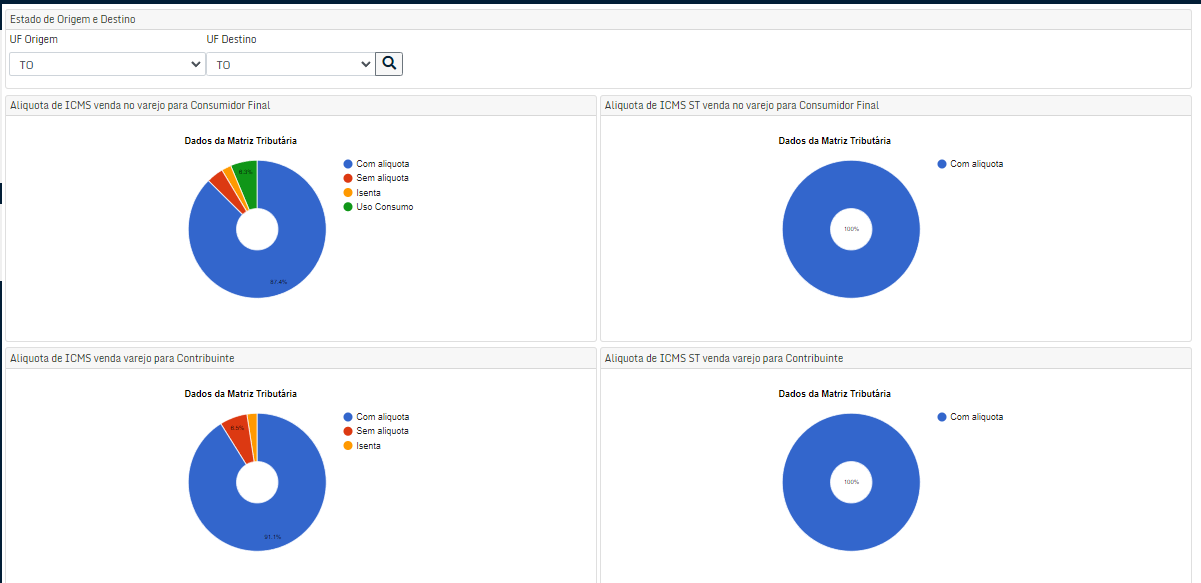 Estado de Origem e Destino
UF Origem UF Destino
TO TO
Aliquota de ICMS venda no varejo para Consumidor Final
Dados da Matriz Tributária
Com aliquota
Sem aliquota
Isenta
Uso Consumo
6.3%
87.4%
Aliquota de ICMS ST venda no varejo para Consumidor Final
Dados da Matriz Tributária
Com aliquota
100%
Aliquota de ICMS venda varejo para Contribuinte
Dados da Matriz Tributária
Com aliquota
Sem aliquota
Isenta
91.1%
Aliquota de ICMS ST venda varejo para Contribuinte
Dados da Matriz Tributária
Com aliquota
100%